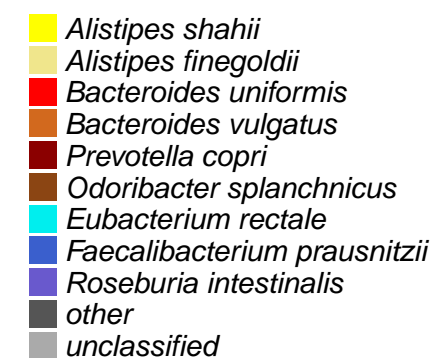 Alistipes shahii
Alistipes finegoldii
Bacteroides uniformis
Bacteroides vulgatus
Prevotella copri
Odoribacter splanchnicus
Eubacterium rectale
Faecalibacterium prausnitzii
Roseburia intestinalis
other
unclassified